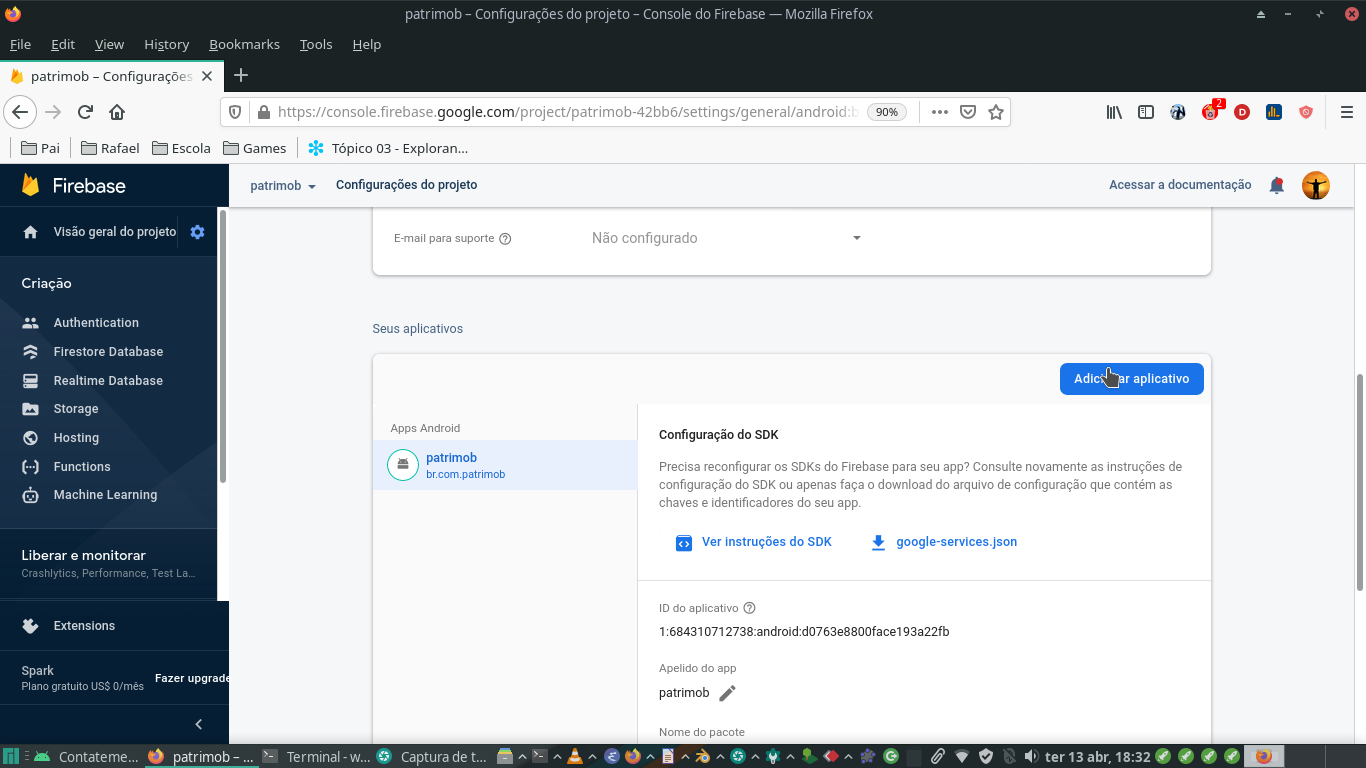 patrimob – Configurações do projeto – Console do Firebase — Mozilla Firefox
File Edit View History Bookmarks Tools Help
patrimob – Configurações
https://console.firebase.google.com/project/patrimob-42bb6/settings/general/android:b
90%
2
D
Pai Rafael Escola Games Tópico 03 - Exploran...
Firebase
patrimob
Configurações do projeto
Acessar a documentação
Visão geral do projeto
Criação
Authentication
Firestore Database
Realtime Database
Storage
Hosting
Functions
Machine Learning
Liberar e monitorar
Crashlytics, Performance, Test La...
Extensions
Spark
Plano gratuito US$ 0/mês
Fazer upgrade
E-mail para suporte
Não configurado
Seus aplicativos
aplicativo
Apps Android
patrimob
br.com.patrimob
Configuração do SDK
Precisa reconfigurar os SDKs do Firebase para seu app? Consulte novamente as instruções de
configuração do SDK ou apenas faça o download do arquivo de configuração que contém as
chaves e identificadores do seu app.
Ver instruções do SDK
google-services.json
ID do aplicativo
1:684310712738:android:d0763e8800face193a22fb
Apelido do app
patrimob
Nome do pacote
Contateme... patrimob – ... Terminal - w... Captura de t... ter 13 abr, 18:32